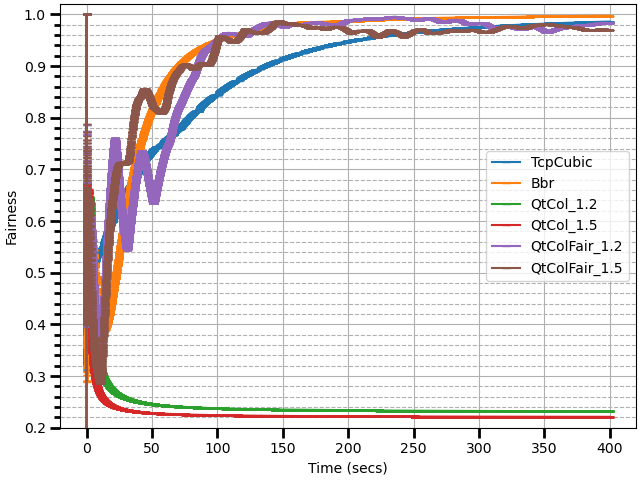 1.0
0.9
0.8
0.7
0.6
0.5
0.4
0.3
0.2
Fairness
TcpCubic
Bbr
QtCol_1.2
QtCol_1.5
QtColFair_1.2
QtColFair_1.5
0 50 100 150 200 250 300 350 400
Time (secs)